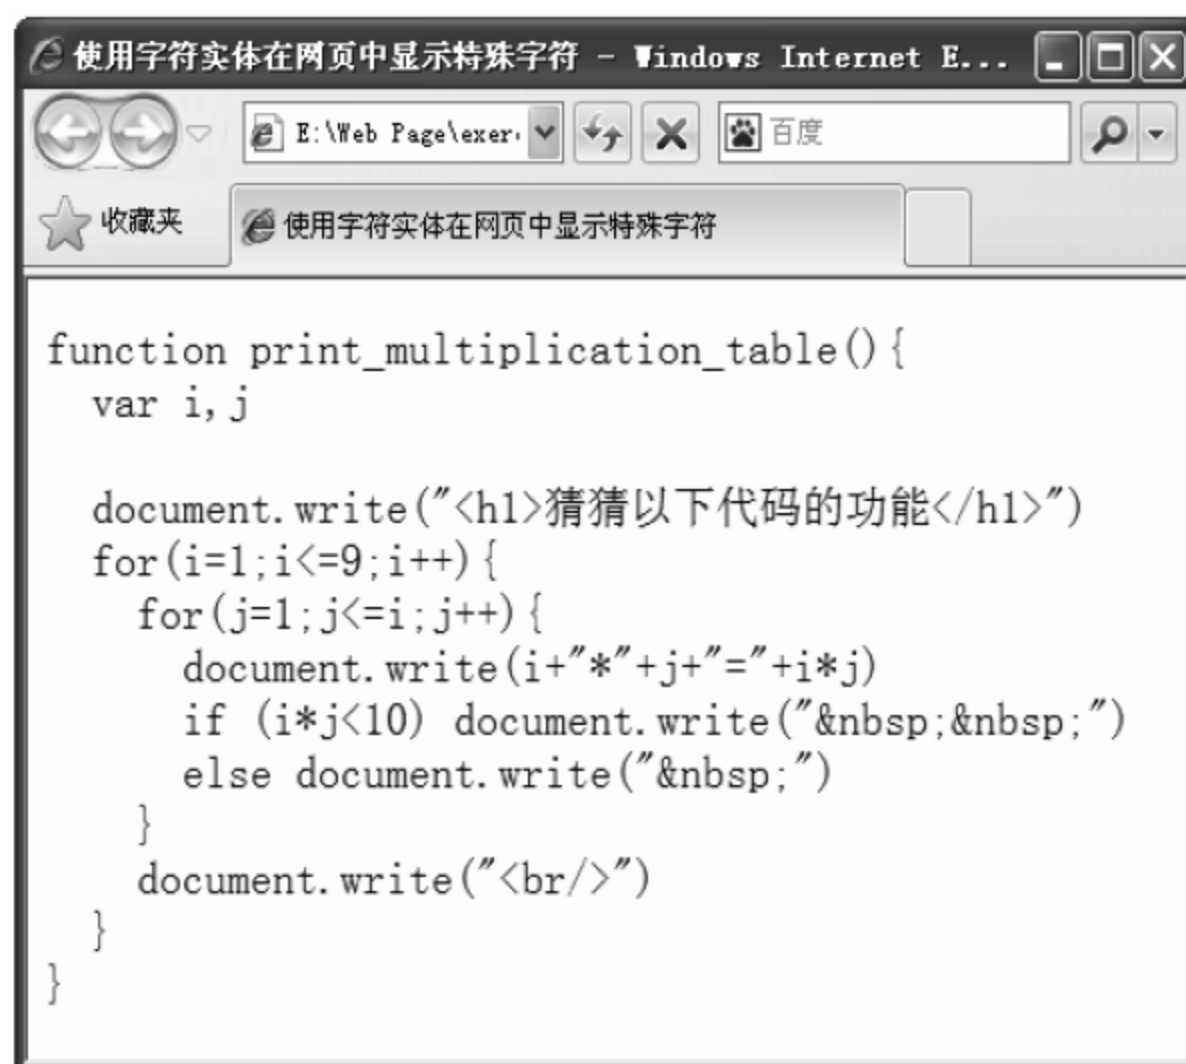 使用字符实体在网页中显示特殊字符 - Windows Internet E...
E:\Web Page\exer
百度
收藏夹
使用字符实体在网页中显示特殊字符
function print_multiplication_table(){
  var i,j
  document.write("<h1>猜猜以下代码的功能</h1>")
  for(i=1;i<=9;i++){
    for(j=1;j<=i;j++){
      document.write(i+"*"+j+"="+i*j)
      if (i*j<10) document.write("&nbsp;&nbsp;")
      else document.write("&nbsp;")
    }
    document.write("<br/>")
  }
}